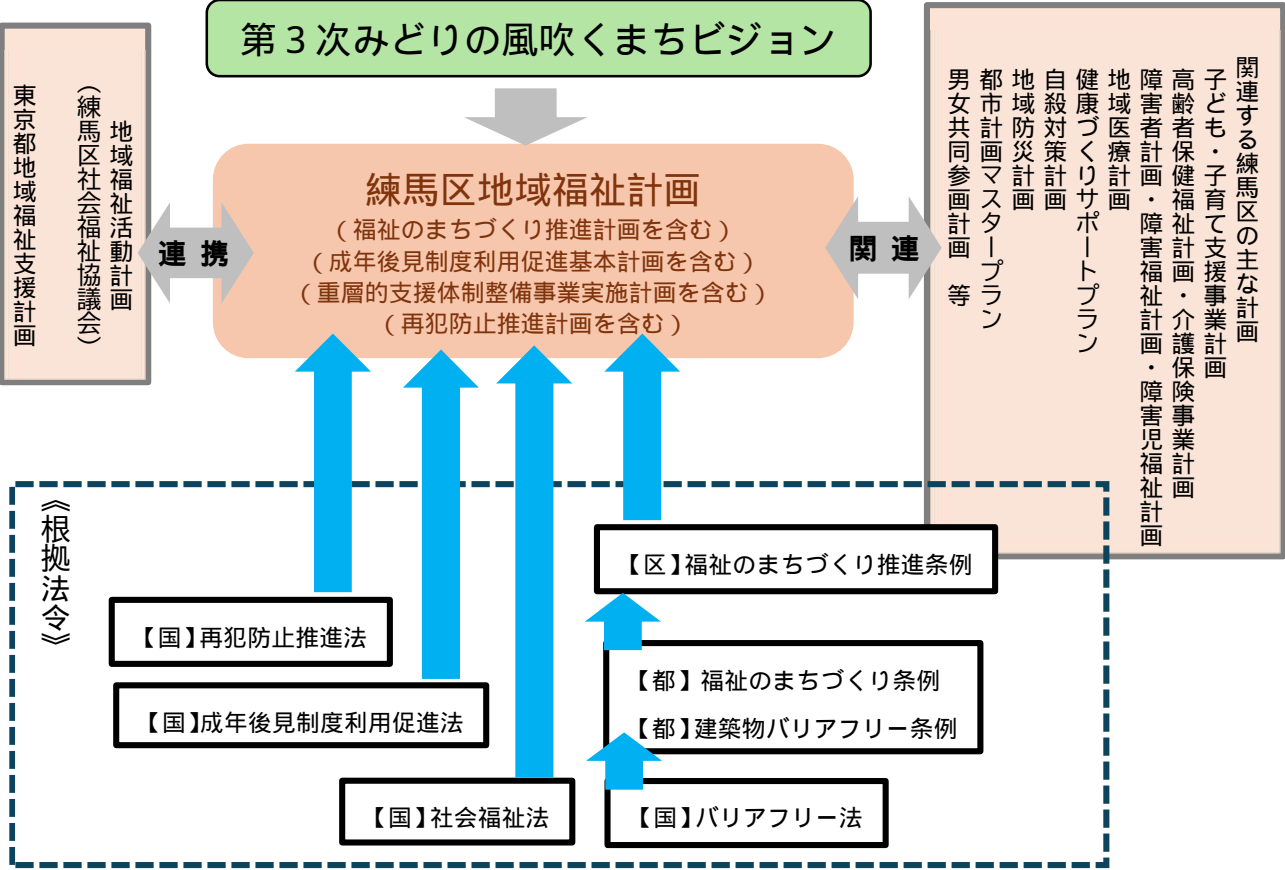 第３次みどりの風吹くまちビジョン
練馬区地域福祉計画
（福祉のまちづくり推進計画を含む）
（成年後見制度利用促進基本計画を含む）
（重層的支援体制整備事業実施計画を含む）
（再犯防止推進計画を含む）
連 携
地域福祉活動計画
（練馬区社会福祉協議会）
東京都地域福祉支援計画
関 連
関連する練馬区の主な計画
子ども・子育て支援事業計画
高齢者保健福祉計画・介護保険事業計画
障害者計画・障害福祉計画・障害児福祉計画
地域医療計画
健康づくりサポートプラン
自殺対策計画
地域防災計画
都市計画マスタープラン
男女共同参画計画　等
《根拠法令》
【区】福祉のまちづくり推進条例
【国】再犯防止推進法
【都】福祉のまちづくり条例
【都】建築物バリアフリー条例
【国】成年後見制度利用促進法
【国】社会福祉法
【国】バリアフリー法